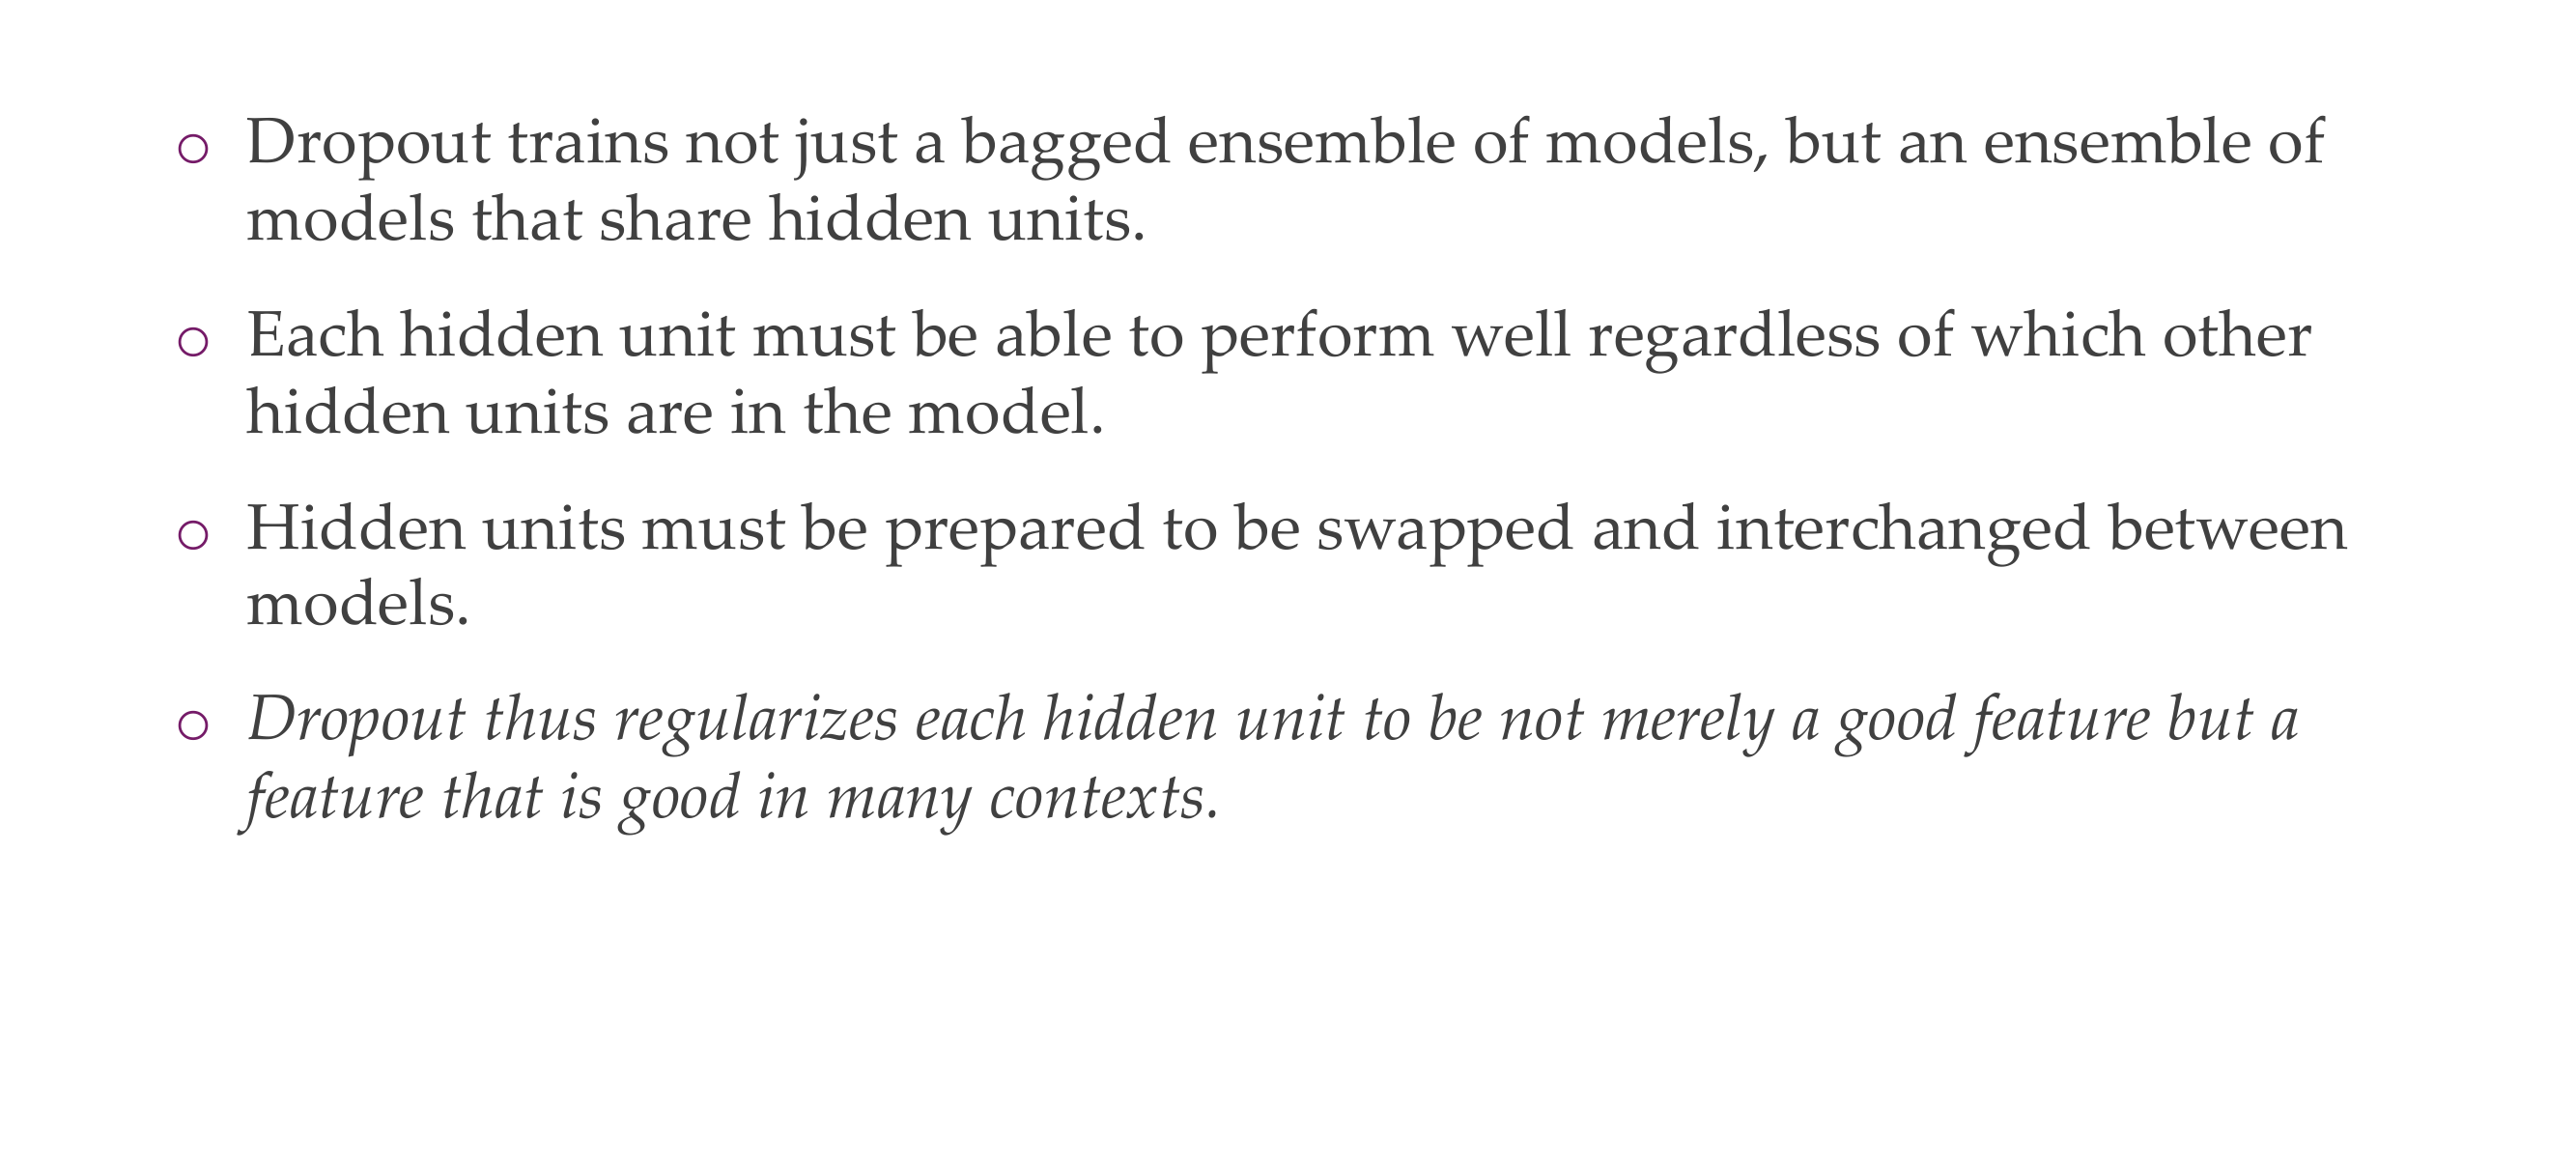 ○ Dropout trains not just a bagged ensemble of models, but an ensemble of
models that share hidden units.
○ Each hidden unit must be able to perform well regardless of which other
hidden units are in the model.
○ Hidden units must be prepared to be swapped and interchanged between
models.
○ Dropout thus regularizes each hidden unit to be not merely a good feature but a
feature that is good in many contexts.